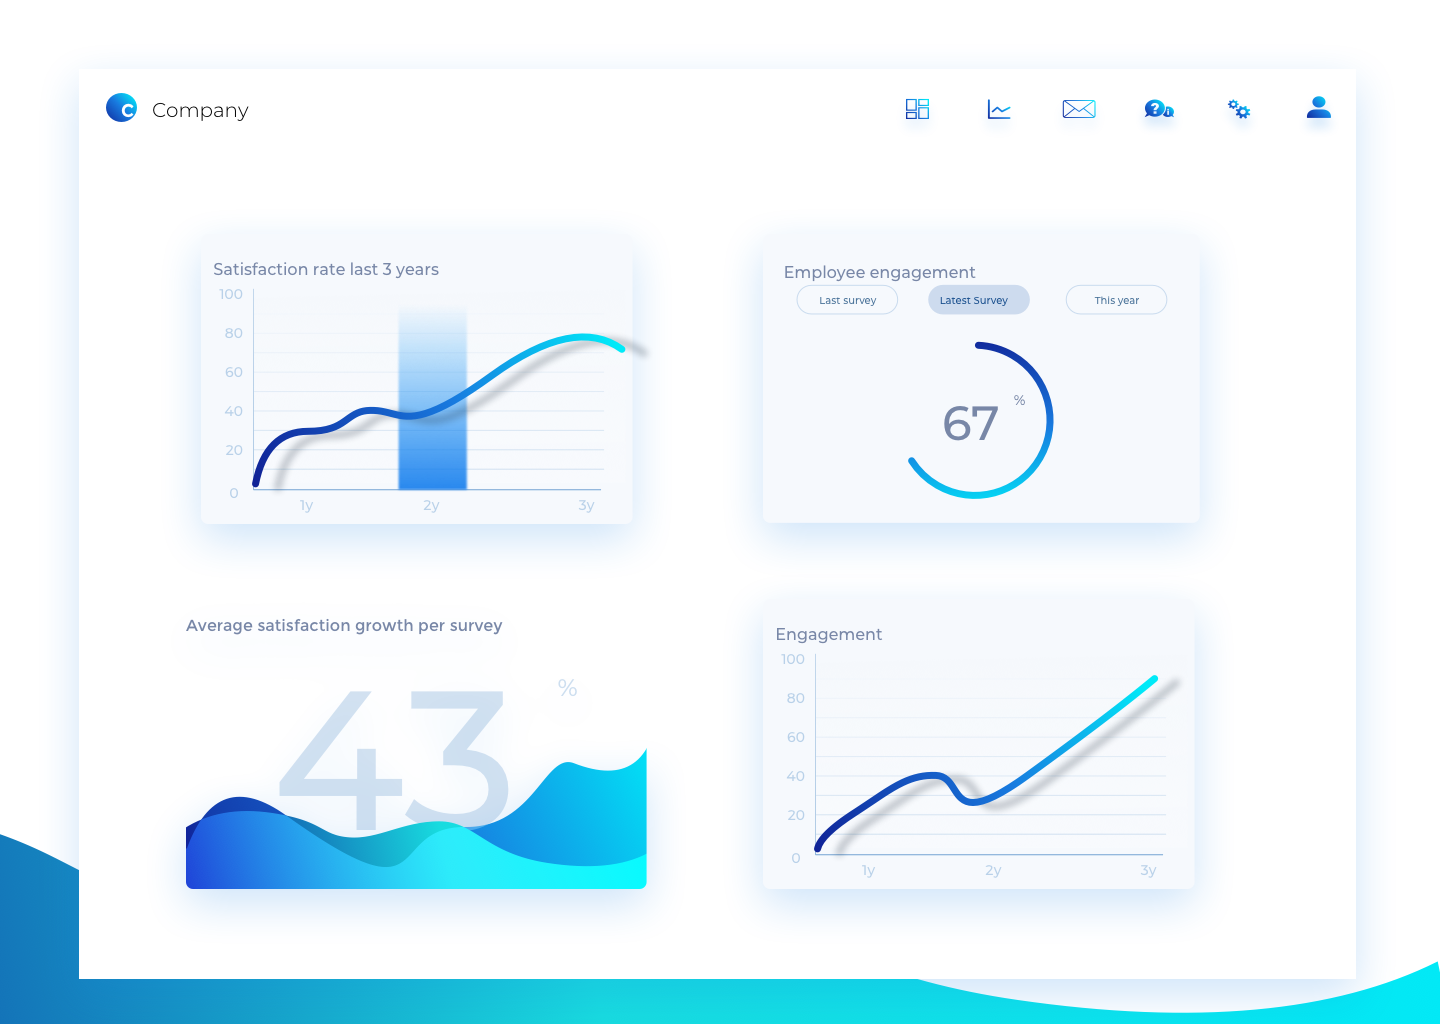 C
Company
?
i
Satisfaction rate last 3 years
100
80
60
40
20
0
1y
2y
3y
Employee engagement
Last survey
Latest Survey
This year
67
%
Average satisfaction growth per survey
43
%
Engagement
100
80
60
40
20
0
1y
2y
3y